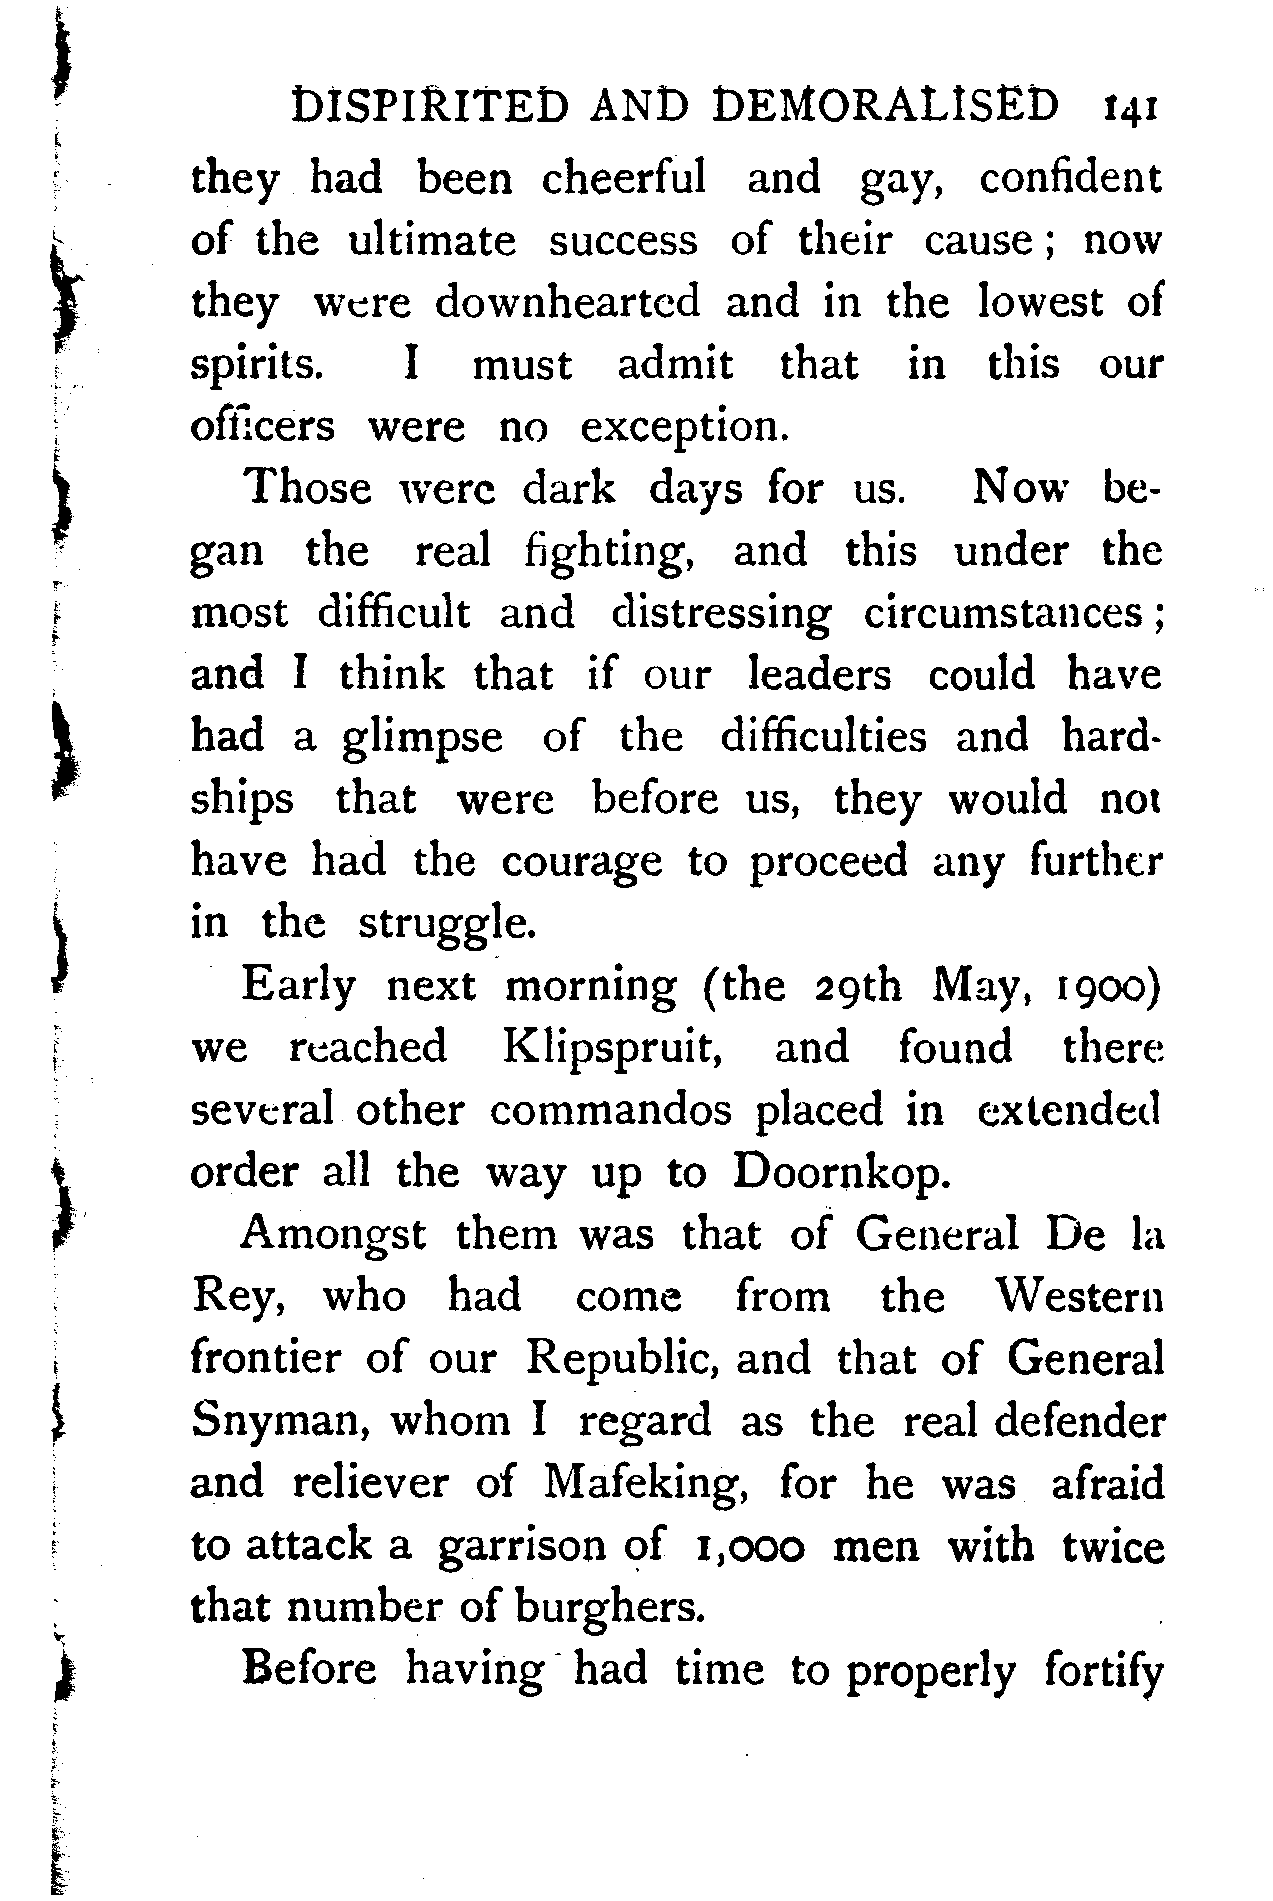 DISPIRITED AND DEMORALISED 141
they had been cheerful and gay, confident
of the ultimate success of their cause; now
they were downhearted and in the lowest of
spirits. I must admit that in this our
officers were no exception.
Those were dark days for us. Now be-
gan the real fighting, and this under the
most difficult and distressing circumstances;
and I think that if our leaders could have
had a glimpse of the difficulties and hard-
ships that were before us, they would not
have had the courage to proceed any further
in the struggle.
Early next morning (the 29th May, 1900)
we reached Klipspruit, and found there
several other commandos placed in extended
order all the way up to Doornkop.
Amongst them was that of General De la
Rey, who had come from the Western
frontier of our Republic, and that of General
Snyman, whom I regard as the real defender
and reliever of Mafeking, for he was afraid
to attack a garrison of 1,000 men with twice
that number of burghers.
Before having had time to properly fortify